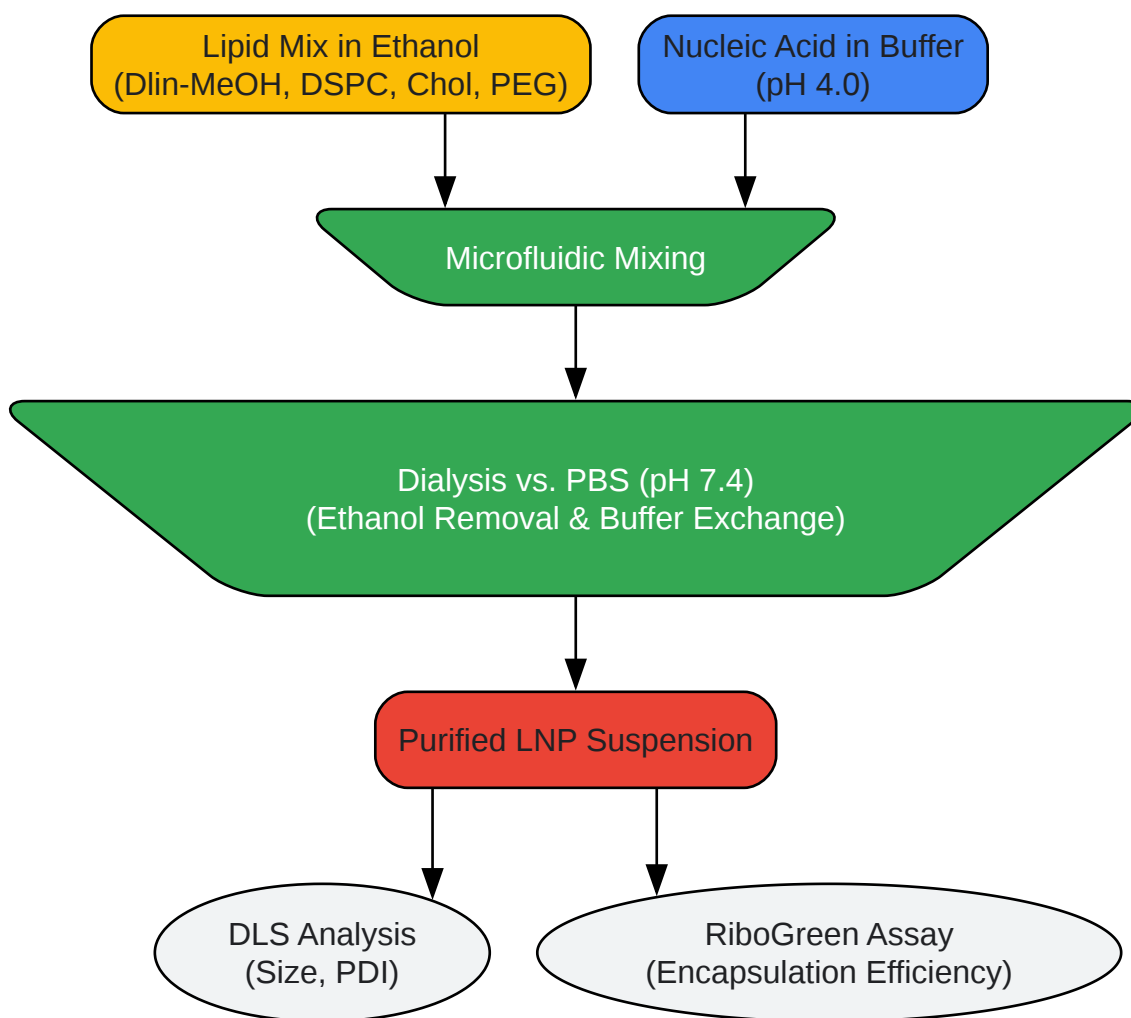 Lipid Mix in Ethanol
(Dlin-MeOH, DSPC, Chol, PEG)
Nucleic Acid in Buffer
(pH 4.0)
Microfluidic Mixing
Dialysis vs. PBS (pH 7.4)
(Ethanol Removal & Buffer Exchange)
Purified LNP Suspension
DLS Analysis
(Size, PDI)
RiboGreen Assay
(Encapsulation Efficiency)